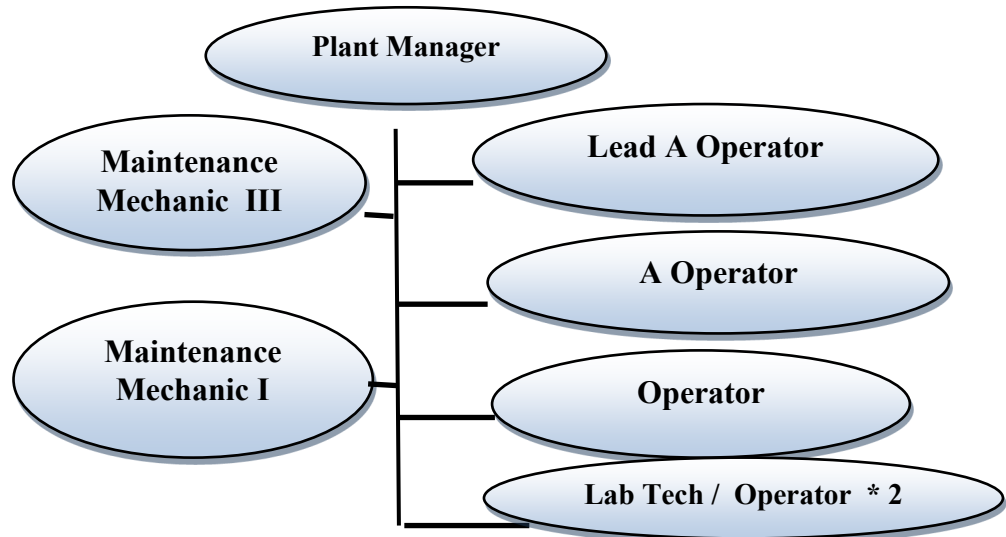 Plant Manager
Maintenance
Mechanic III
Lead A Operator
A Operator
Maintenance
Mechanic I
Operator
Lab Tech / Operator * 2